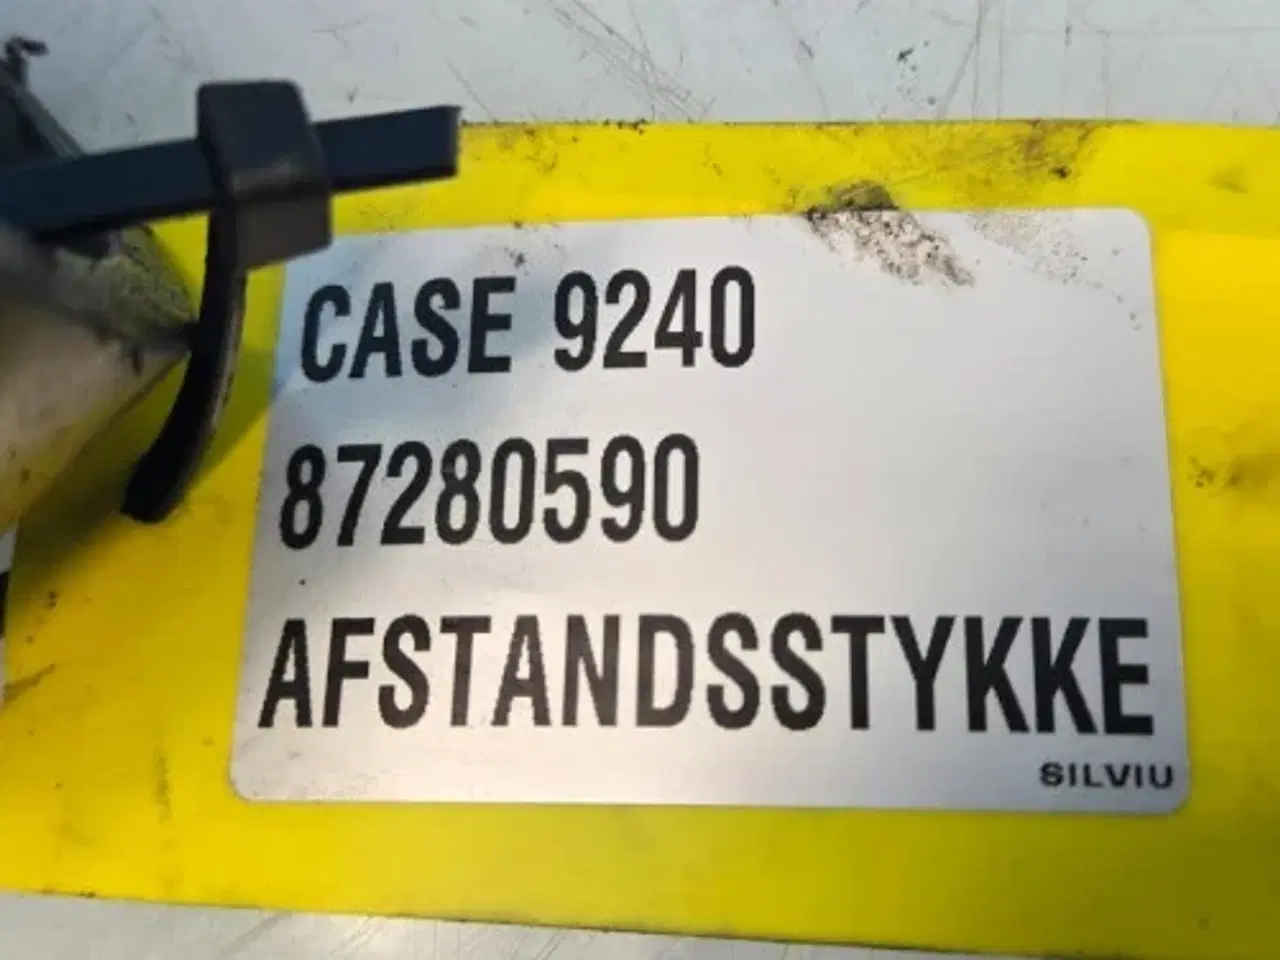 CASE 9240
87280590
AFSTANDSSTYKKE
SILVIU